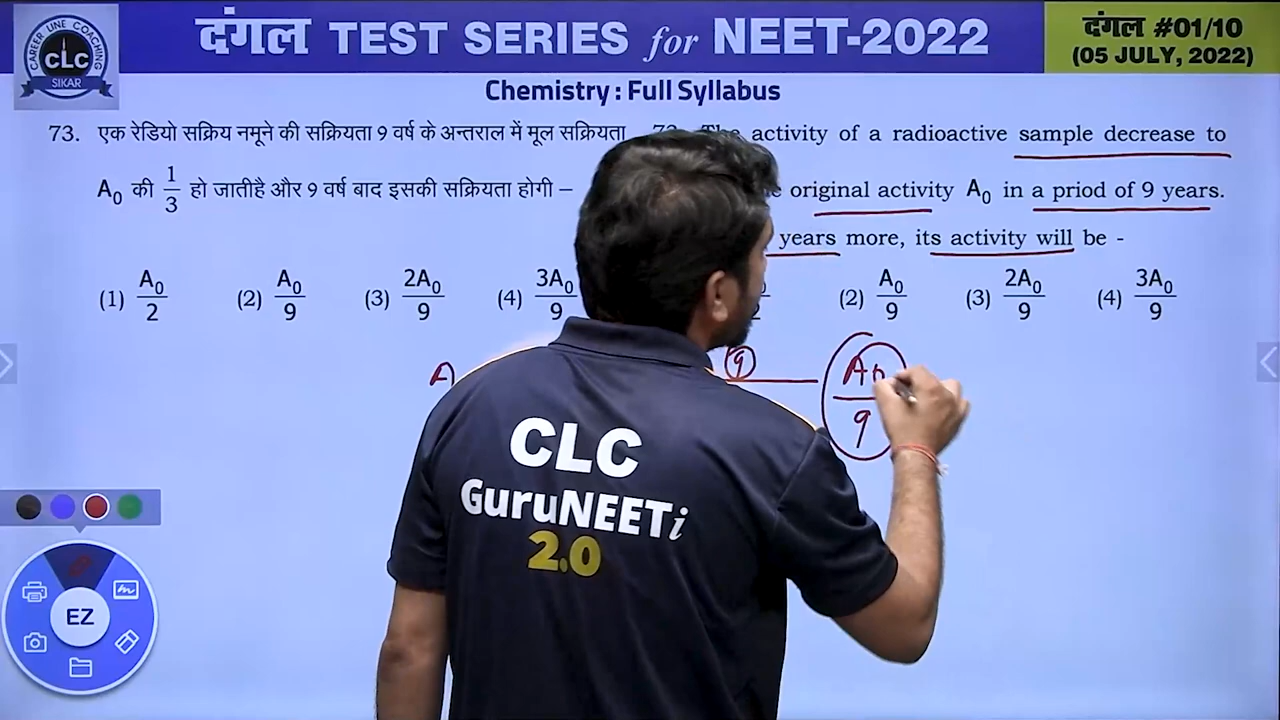 दंगल TEST SERIES for NEET-2022
दंगल #01/10
(05 JULY, 2022)
CAREER LINE COACHING
CLC
SIKAR
Chemistry : Full Syllabus
73. एक रेडियो सक्रिय नमूने की सक्रियता 9 वर्ष के अन्तराल में मूल सक्रियता
A₀ की 1/3 हो जातीहै और 9 वर्ष बाद इसकी सक्रियता होगी –
(1) A₀/2 (2) A₀/9 (3) 2A₀/9 (4) 3A₀/9
activity of a radioactive sample decrease to
original activity A₀ in a priod of 9 years.
years more, its activity will be -
(2) A₀/9 (3) 2A₀/9 (4) 3A₀/9
A
9
A₀/9
CLC
GuruNEETi
2.0
EZ